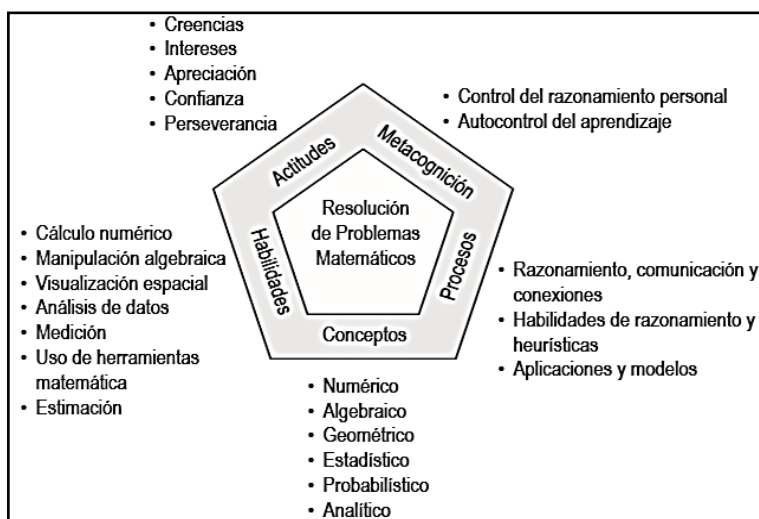 • Creencias
• Intereses
• Apreciación
• Confianza
• Perseverancia
• Control del razonamiento personal
• Autocontrol del aprendizaje
Actitudes
Metacognición
Resolución
de Problemas
Matemáticos
Habilidades
Procesos
Conceptos
• Cálculo numérico
• Manipulación algebraica
• Visualización espacial
• Análisis de datos
• Medición
• Uso de herramientas
matemática
• Estimación
• Razonamiento, comunicación y
conexiones
• Habilidades de razonamiento y
heurísticas
• Aplicaciones y modelos
• Numérico
• Algebraico
• Geométrico
• Estadístico
• Probabilístico
• Analítico